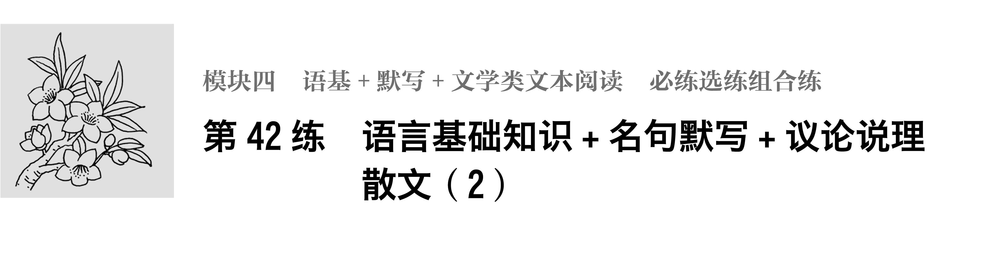 模块四　语基 + 默写 + 文学类文本阅读　必练选练组合练
第 42 练　语言基础知识 + 名句默写 + 议论说理
散文（2）